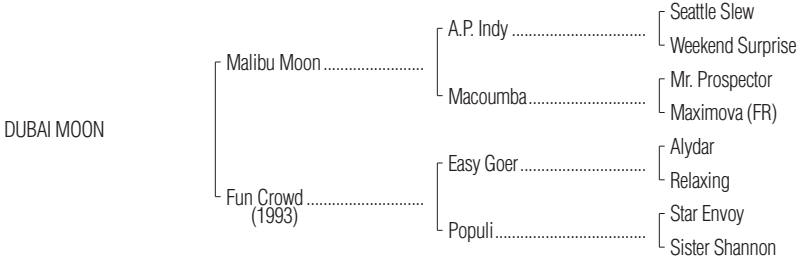 DUBAI MOON
Malibu Moon
Fun Crowd
(1993)
A.P. Indy
Macoumba
Easy Goer
Populi
Seattle Slew
Weekend Surprise
Mr. Prospector
Maximova (FR)
Alydar
Relaxing
Star Envoy
Sister Shannon